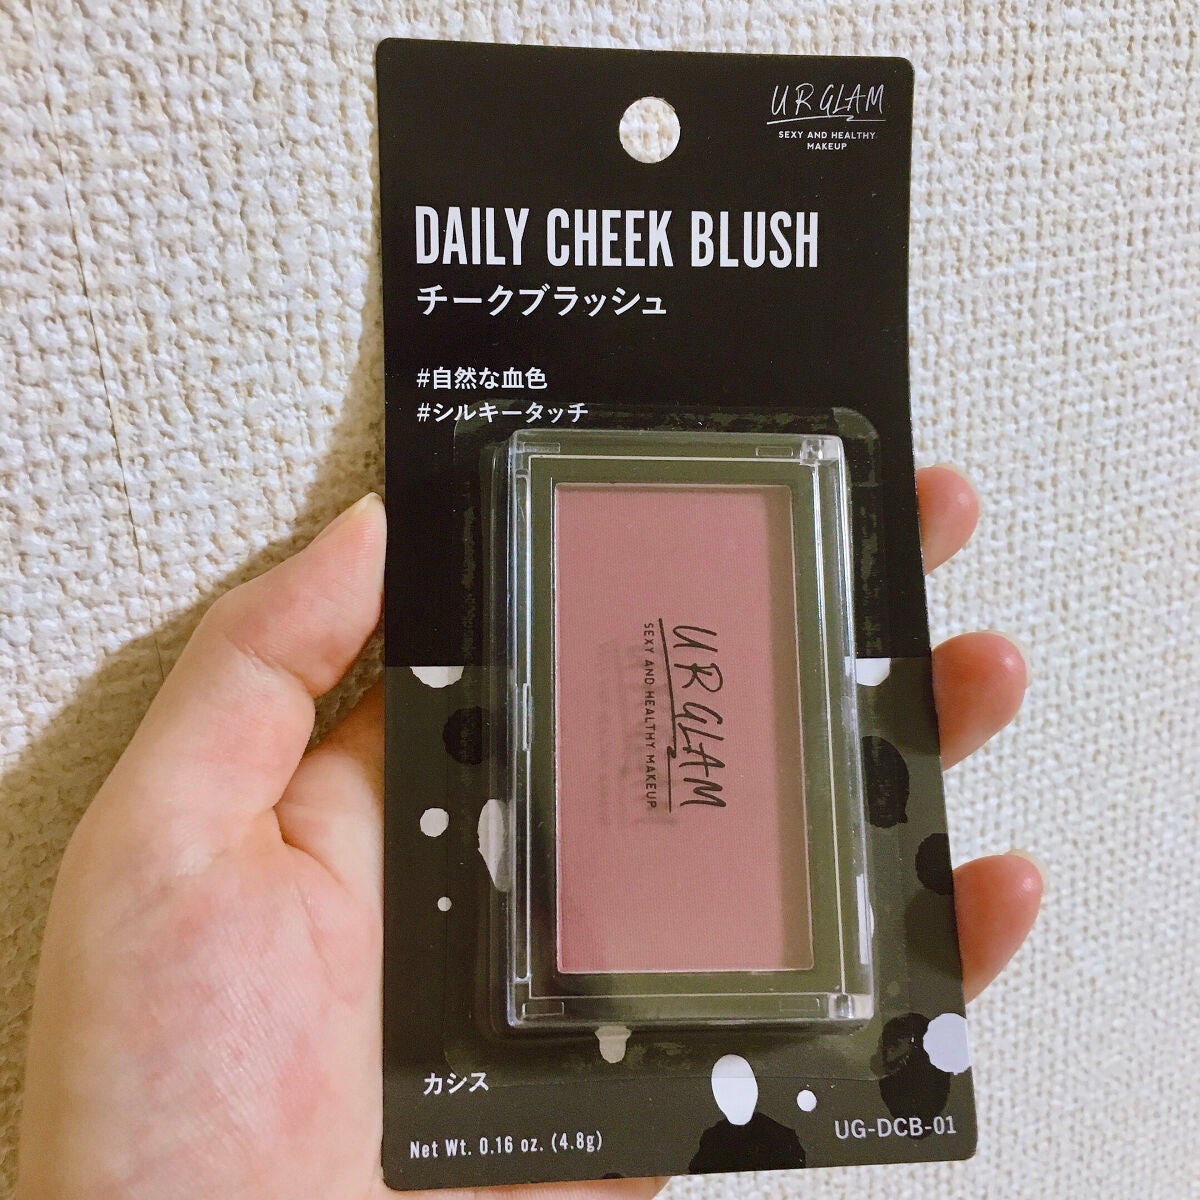 UR GLAM
SEXY AND HEALTHY
MAKEUP
DAILY CHEEK BLUSH
チークブラッシュ
#自然な血色
#シルキータッチ
UR GLAM
SEXY AND HEALTHY MAKEUP
カシス
Net Wt. 0.16 oz. (4.8g)
UG-DCB-01